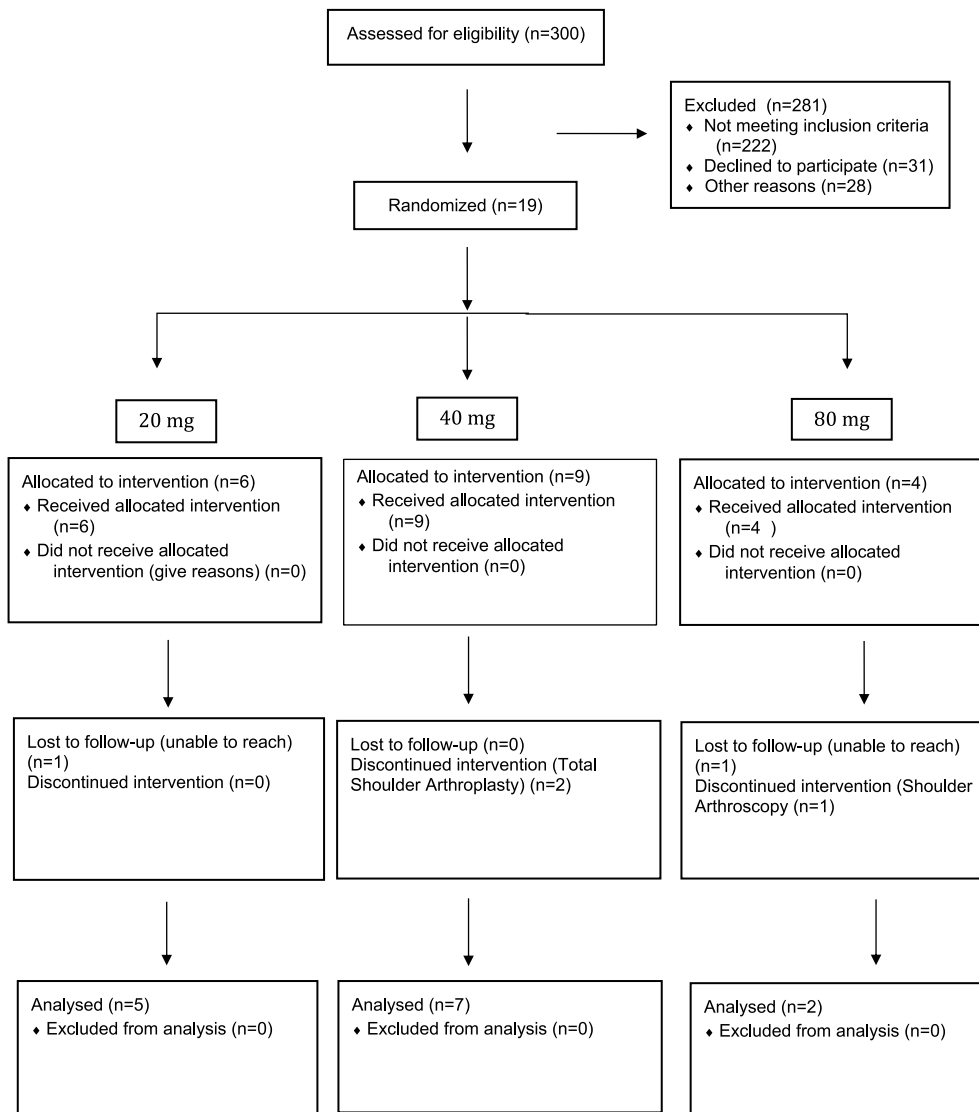 Assessed for eligibility (n=300)
Excluded (n=281)
♦ Not meeting inclusion criteria
(n=222)
♦ Declined to participate (n=31)
♦ Other reasons (n=28)
Randomized (n=19)
20 mg
40 mg
80 mg
Allocated to intervention (n=6)
♦ Received allocated intervention
(n=6)
♦ Did not receive allocated
intervention (give reasons) (n=0)
Allocated to intervention (n=9)
♦ Received allocated intervention
(n=9)
♦ Did not receive allocated
intervention (n=0)
Allocated to intervention (n=4)
♦ Received allocated intervention
(n=4 )
♦ Did not receive allocated
intervention (n=0)
Lost to follow-up (unable to reach)
(n=1)
Discontinued intervention (n=0)
Lost to follow-up (n=0)
Discontinued intervention (Total
Shoulder Arthroplasty) (n=2)
Lost to follow-up (unable to reach)
(n=1)
Discontinued intervention (Shoulder
Arthroscopy (n=1)
Analysed (n=5)
♦ Excluded from analysis (n=0)
Analysed (n=7)
♦ Excluded from analysis (n=0)
Analysed (n=2)
♦ Excluded from analysis (n=0)